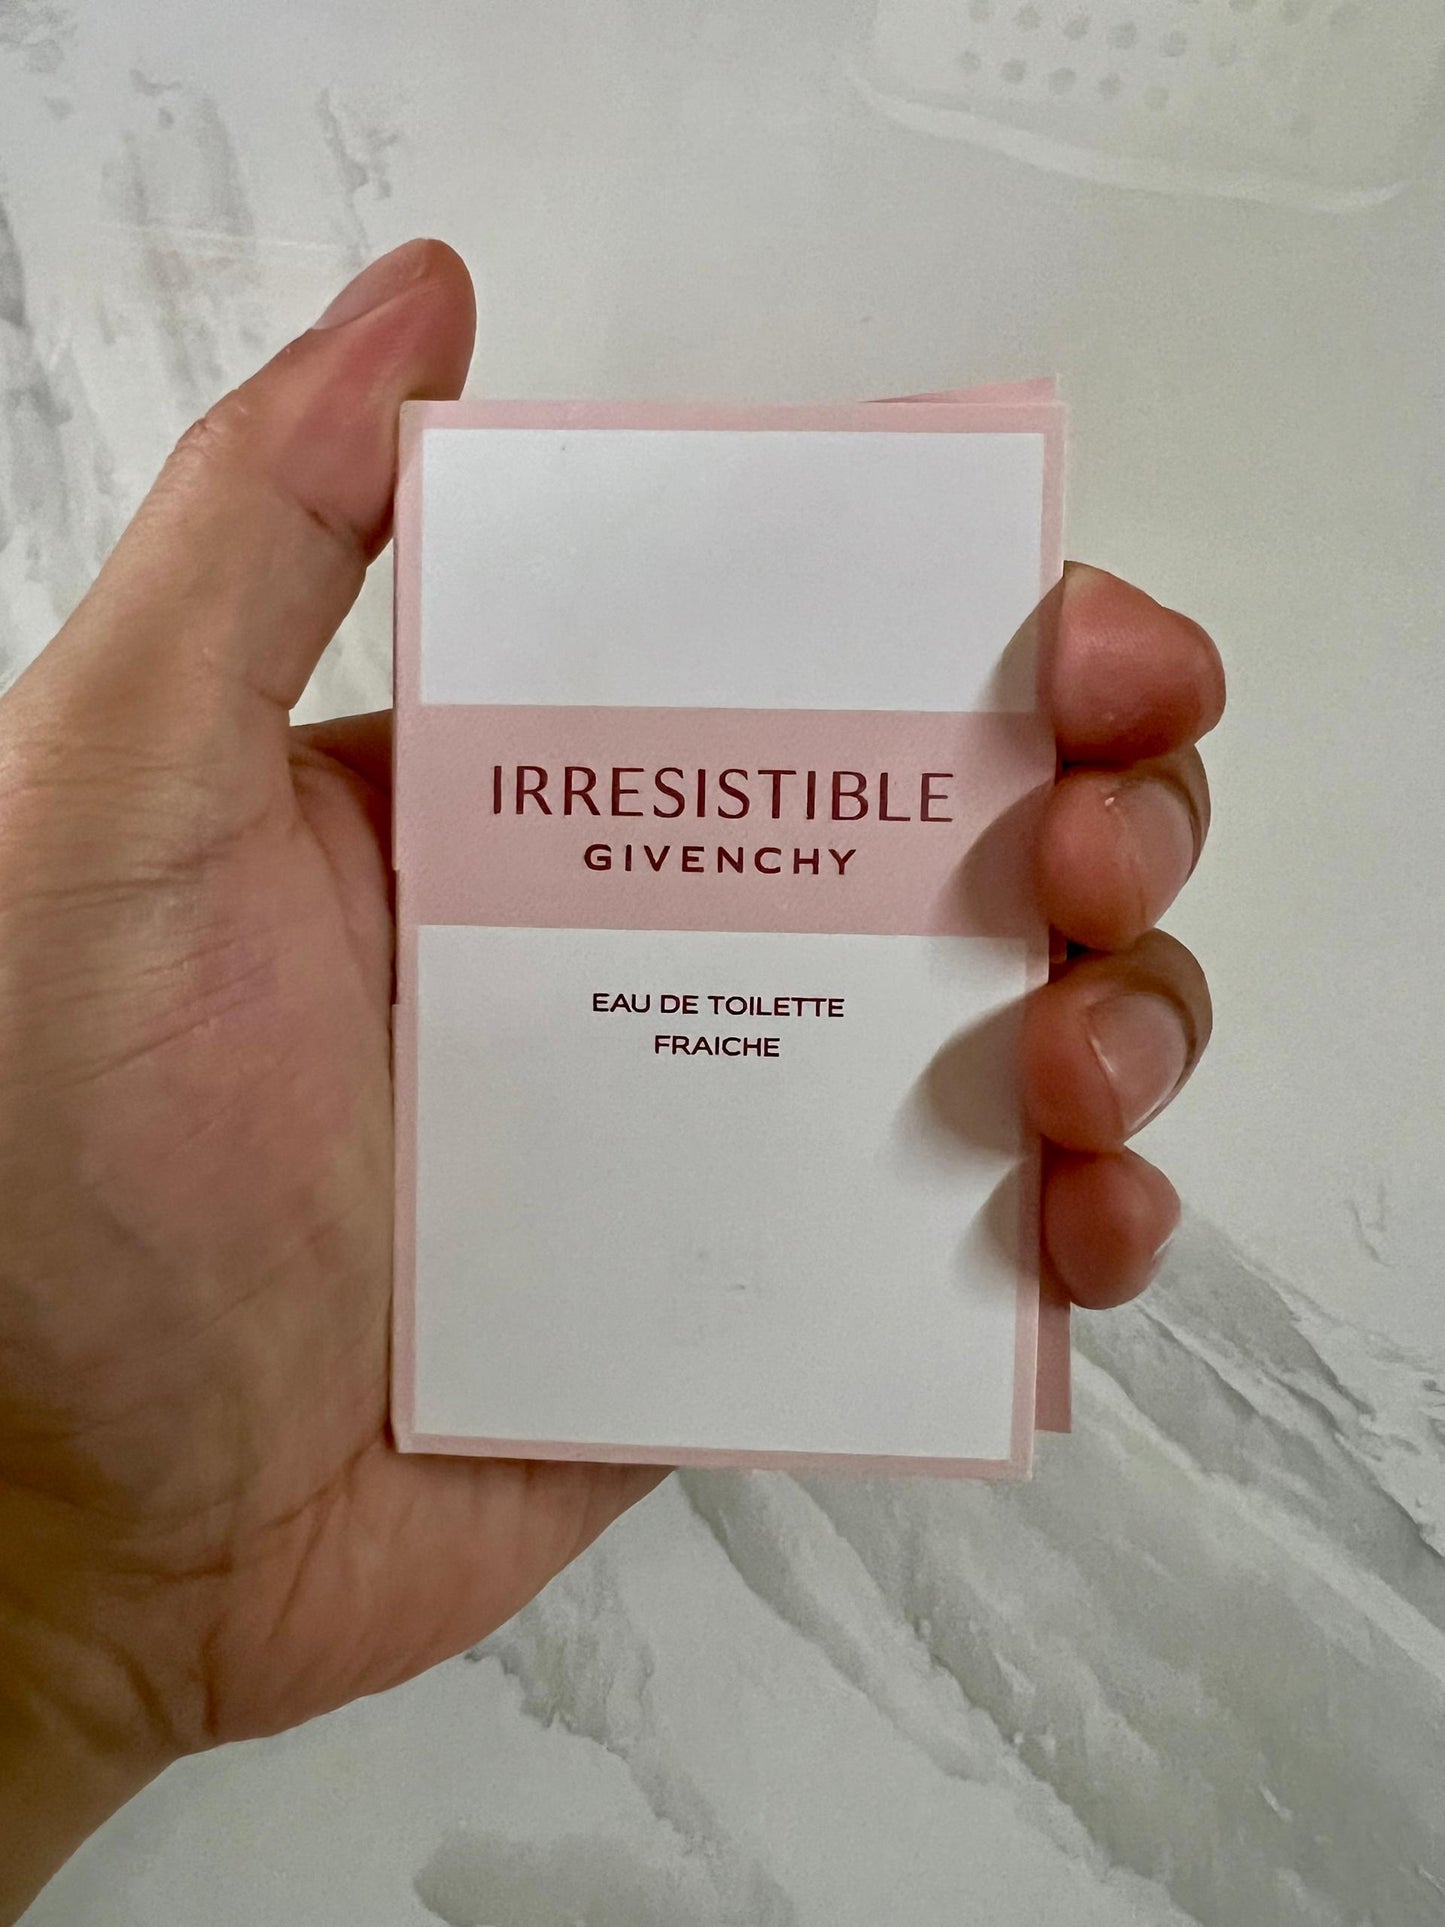 IRRESISTIBLE
GIVENCHY
EAU DE TOILETTE
FRAICHE